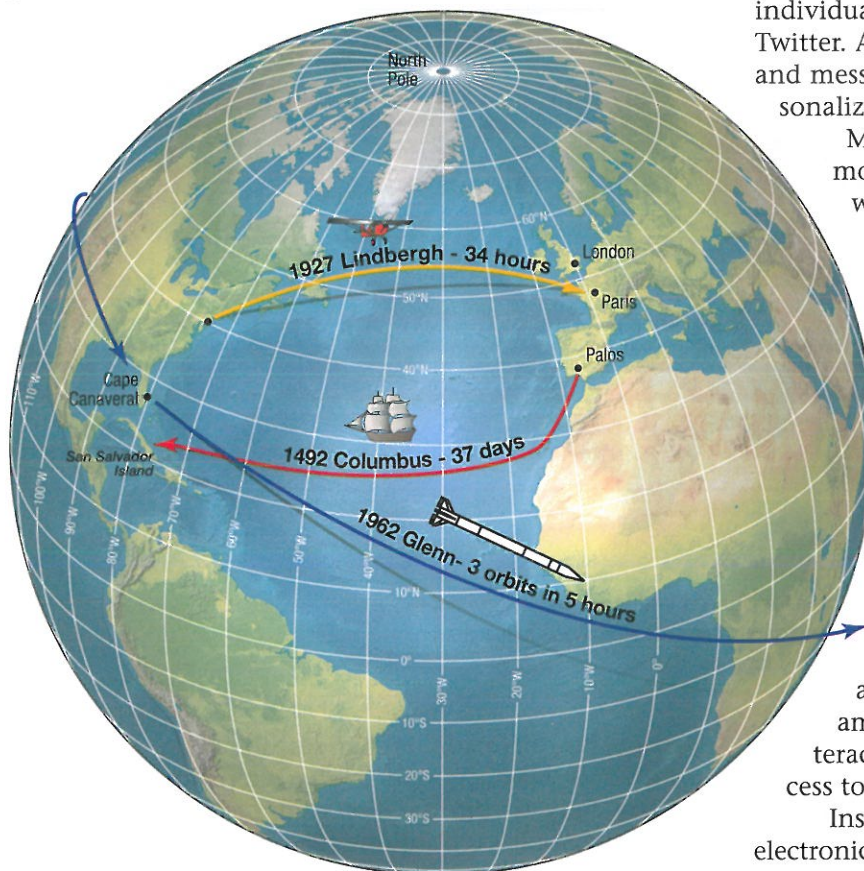 individua
Twitter. A
and mess
sonaliz
M
mo
w
North
Pole
60°N
London
1927 Lindbergh - 34 hours
50°N
Paris
Palos
40°N
Cape
Canaveral
110°W
1492 Columbus - 37 days
San Salvador
Island
100°W
90°W
80°W
70°W
60°W
50°W
40°W
1962 Glenn- 3 orbits in 5 hours
10°N
0°
30°W
20°W
10°W
0°
10°S
20°S
30°S
a
am
terac
cess to
Ins
electronic